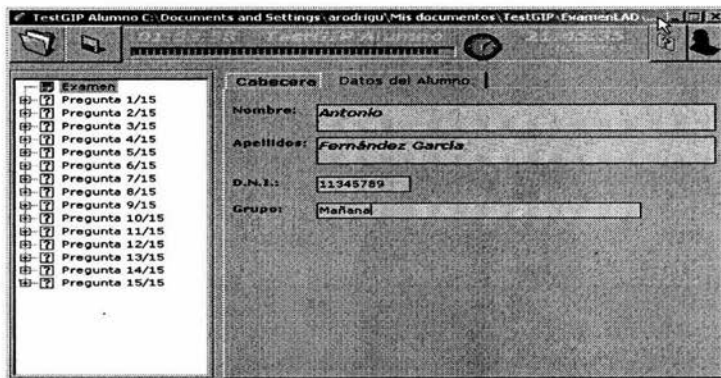 TestGIP Alumno C:\Documents and Settings\arodrigu\Mis documentos\TestGIP\ExamenLAD\...
TestGIP Alumno
Examen
Pregunta 1/15
Pregunta 2/15
Pregunta 3/15
Pregunta 4/15
Pregunta 5/15
Pregunta 6/15
Pregunta 7/15
Pregunta 8/15
Pregunta 9/15
Pregunta 10/15
Pregunta 11/15
Pregunta 12/15
Pregunta 13/15
Pregunta 14/15
Pregunta 15/15
Cabecera Datos del Alumno
Nombre: Antonio
Apellidos: Fernández García
D.N.I.: 11345789
Grupo: Mañana